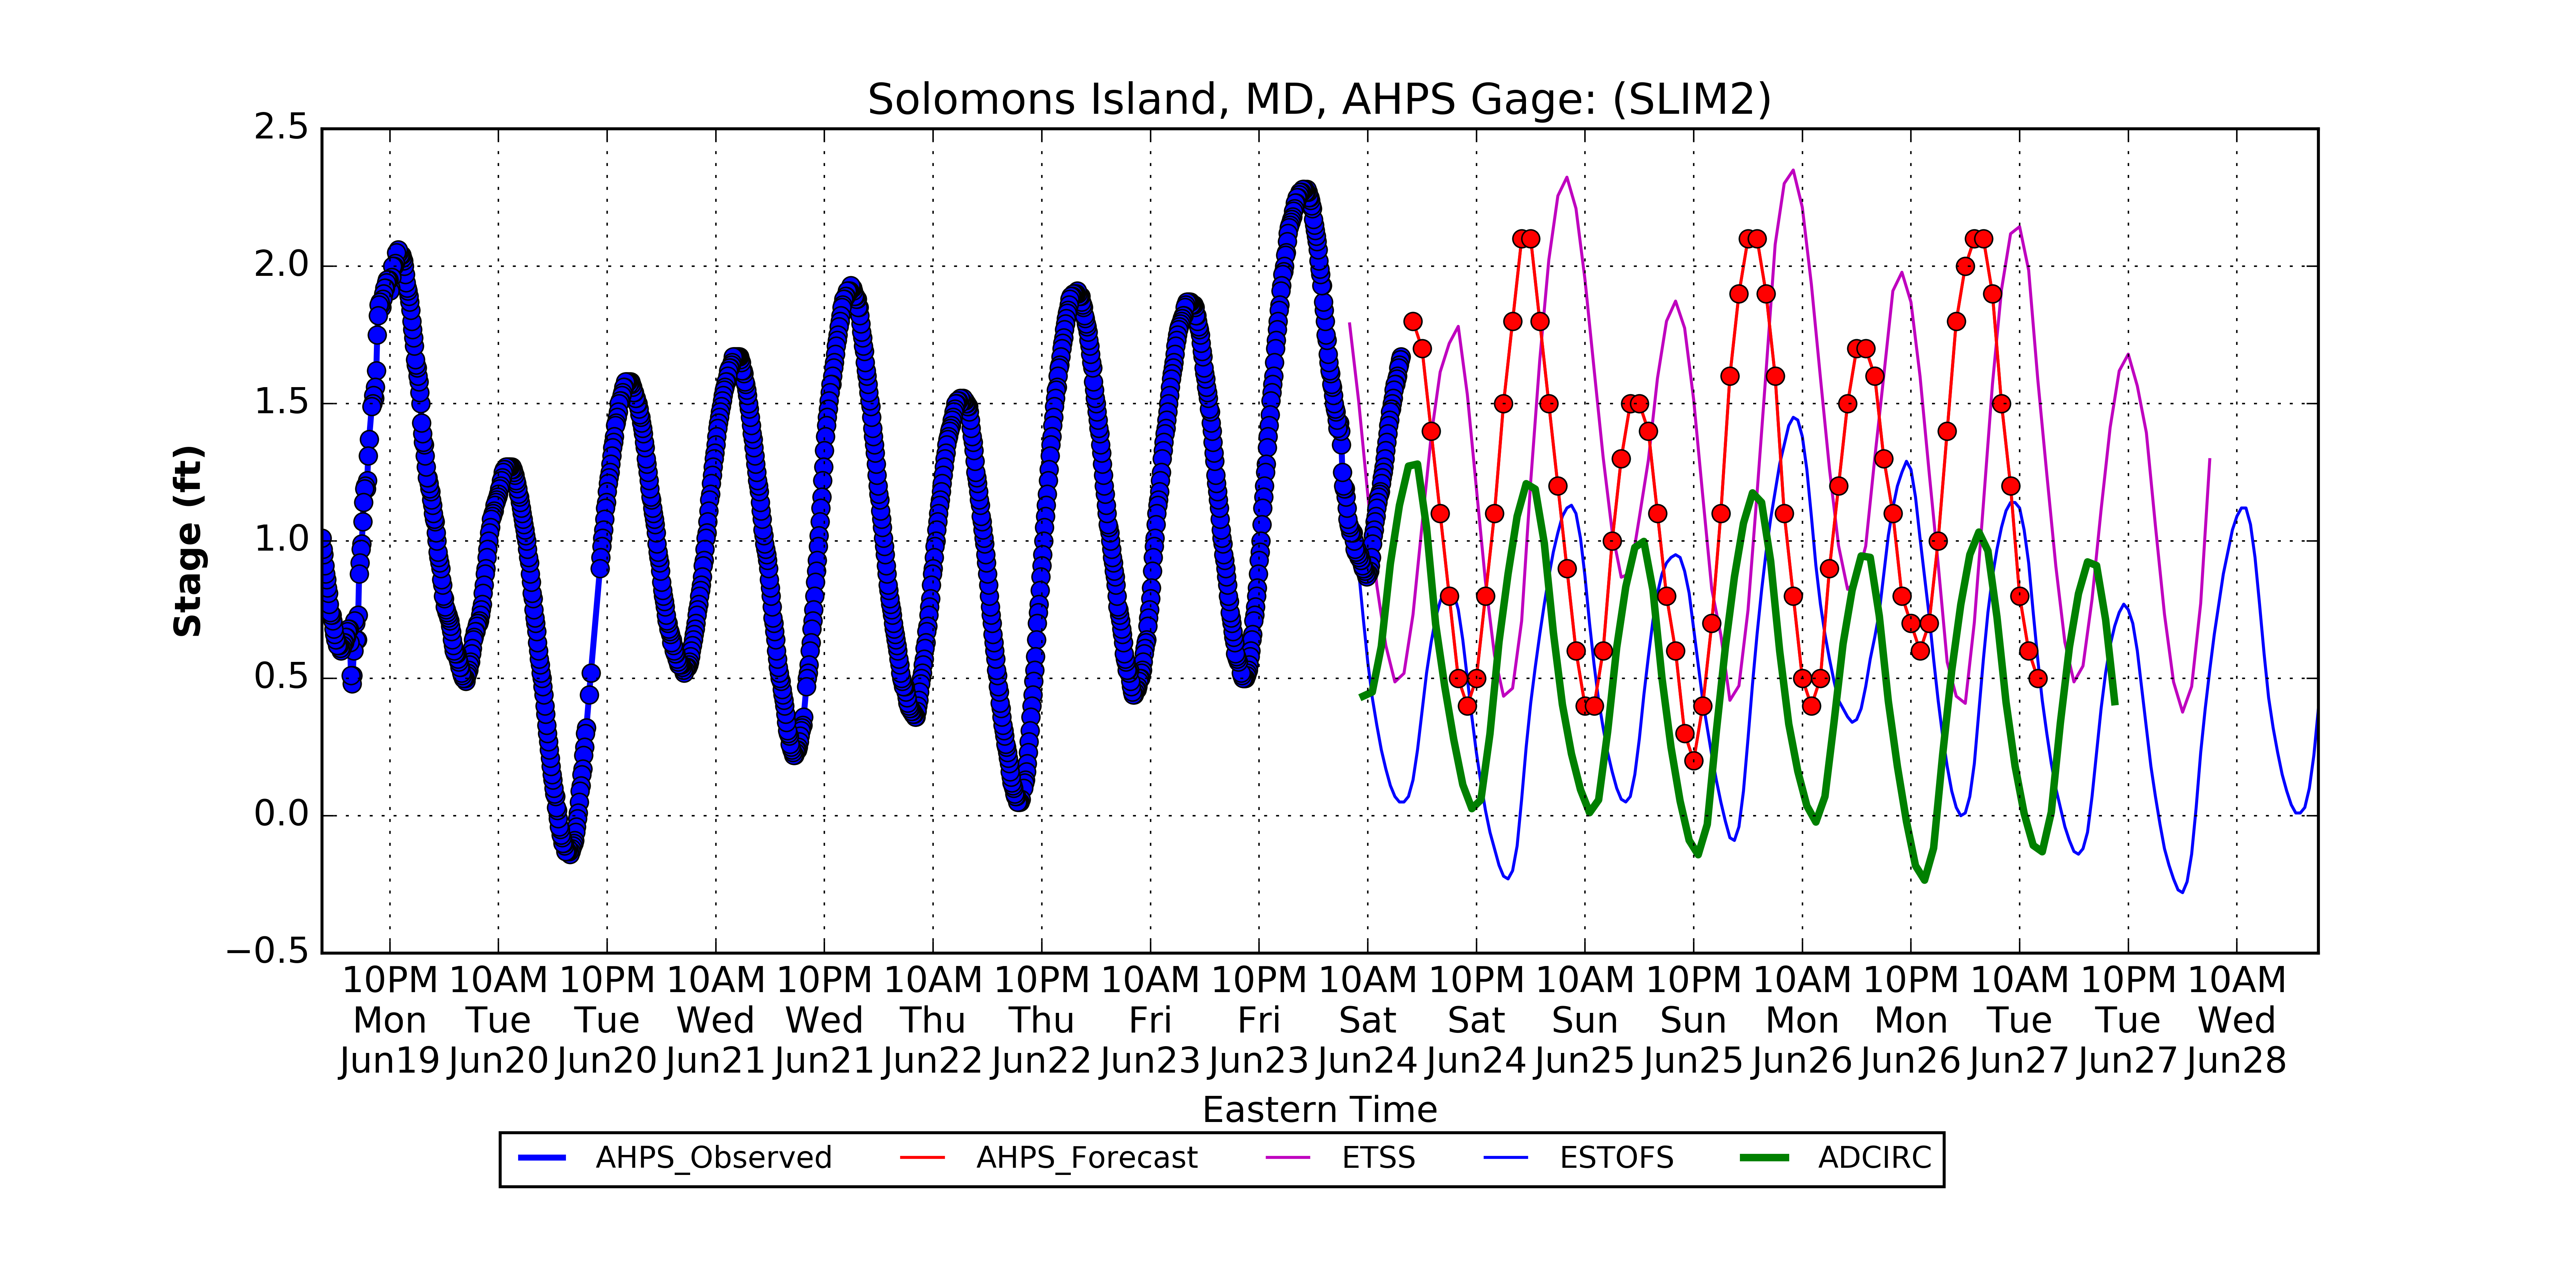 Solomons Island, MD, AHPS Gage: (SLIM2)
2.5
2.0
1.5
1.0
0.5
0.0
−0.5
Stage (ft)
10PM 10AM 10PM 10AM 10PM 10AM 10PM 10AM 10PM 10AM 10PM 10AM 10PM 10AM 10PM 10AM 10PM 10AM
Mon Tue Tue Wed Wed Thu Thu Fri Fri Sat Sat Sun Sun Mon Mon Tue Tue Wed
Jun19 Jun20 Jun20 Jun21 Jun21 Jun22 Jun22 Jun23 Jun23 Jun24 Jun24 Jun25 Jun25 Jun26 Jun26 Jun27 Jun27 Jun28
Eastern Time
AHPS_Observed AHPS_Forecast ETSS ESTOFS ADCIRC